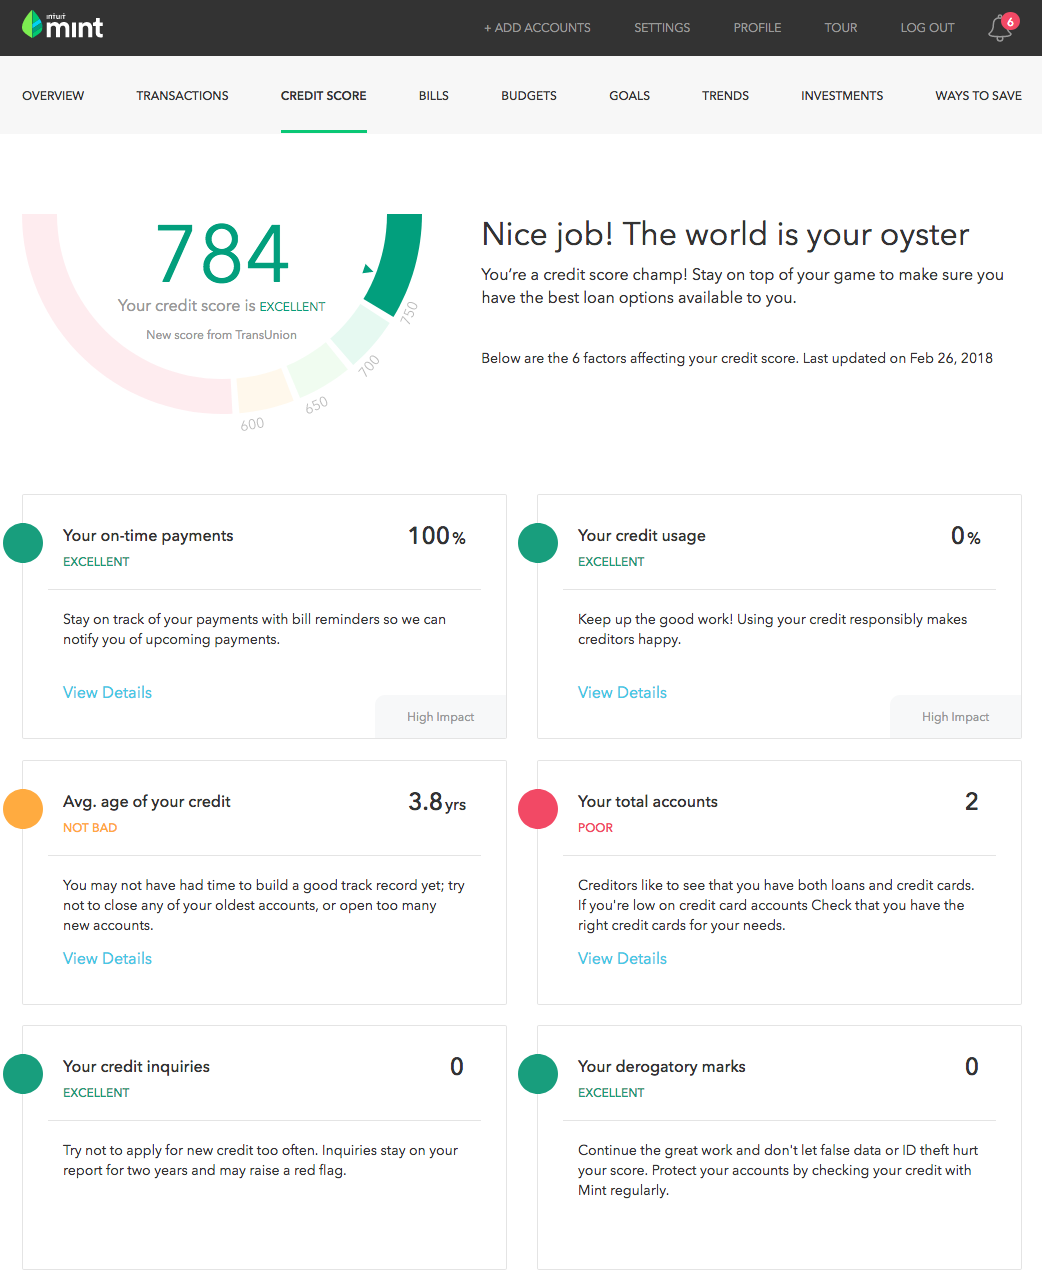 intuit
mint
+ ADD ACCOUNTS SETTINGS PROFILE TOUR LOG OUT 6
OVERVIEW TRANSACTIONS CREDIT SCORE BILLS BUDGETS GOALS TRENDS INVESTMENTS WAYS TO SAVE
784
Your credit score is EXCELLENT
New score from TransUnion
600
650
700
750
Nice job! The world is your oyster
You’re a credit score champ! Stay on top of your game to make sure you
have the best loan options available to you.
Below are the 6 factors affecting your credit score. Last updated on Feb 26, 2018
Your on-time payments 100%
EXCELLENT
Stay on track of your payments with bill reminders so we can
notify you of upcoming payments.
View Details
High Impact
Your credit usage 0%
EXCELLENT
Keep up the good work! Using your credit responsibly makes
creditors happy.
View Details
High Impact
Avg. age of your credit 3.8 yrs
NOT BAD
You may not have had time to build a good track record yet; try
not to close any of your oldest accounts, or open too many
new accounts.
View Details
Your total accounts 2
POOR
Creditors like to see that you have both loans and credit cards.
If you're low on credit card accounts Check that you have the
right credit cards for your needs.
View Details
Your credit inquiries 0
EXCELLENT
Try not to apply for new credit too often. Inquiries stay on your
report for two years and may raise a red flag.
Your derogatory marks 0
EXCELLENT
Continue the great work and don't let false data or ID theft hurt
your score. Protect your accounts by checking your credit with
Mint regularly.